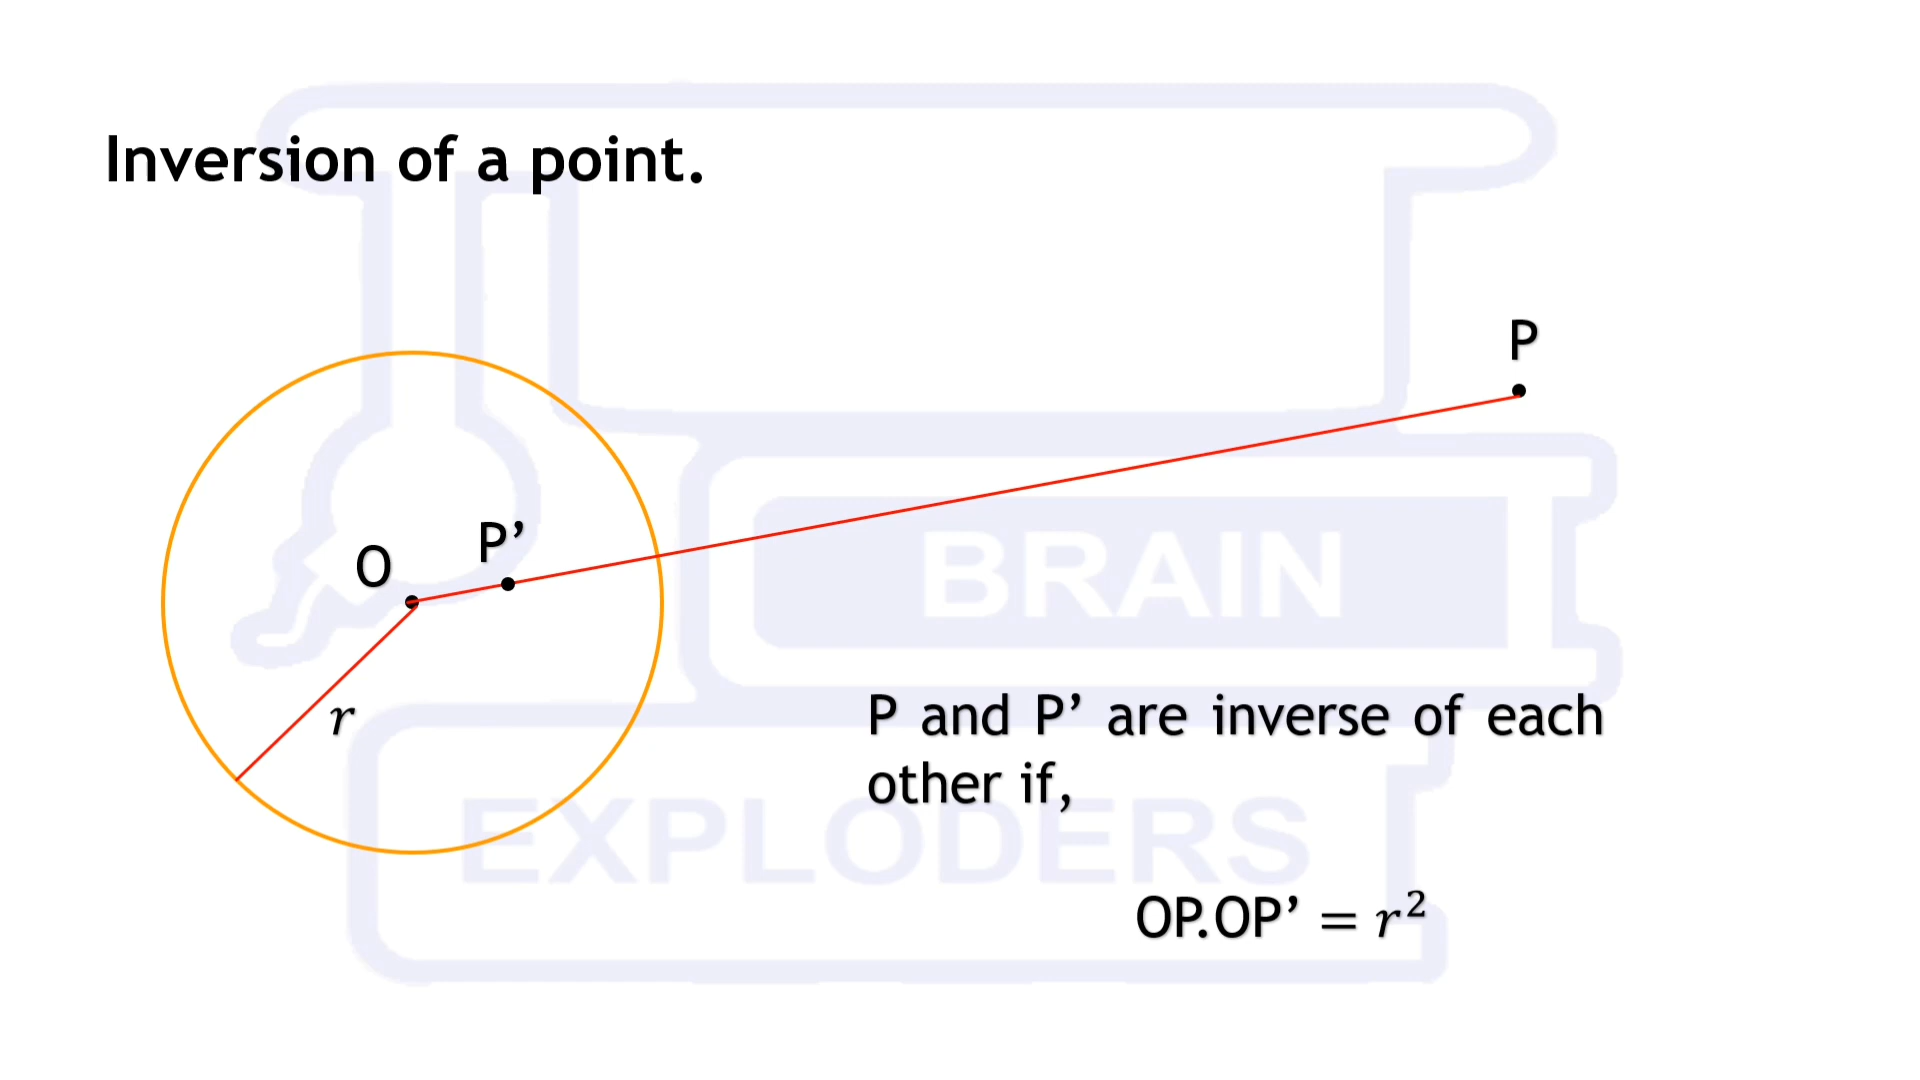 Inversion of a point.
P
BRAIN
P’
O
r
P and P’ are inverse of each
other if,
EXPLODERS
OP.OP’ = r²